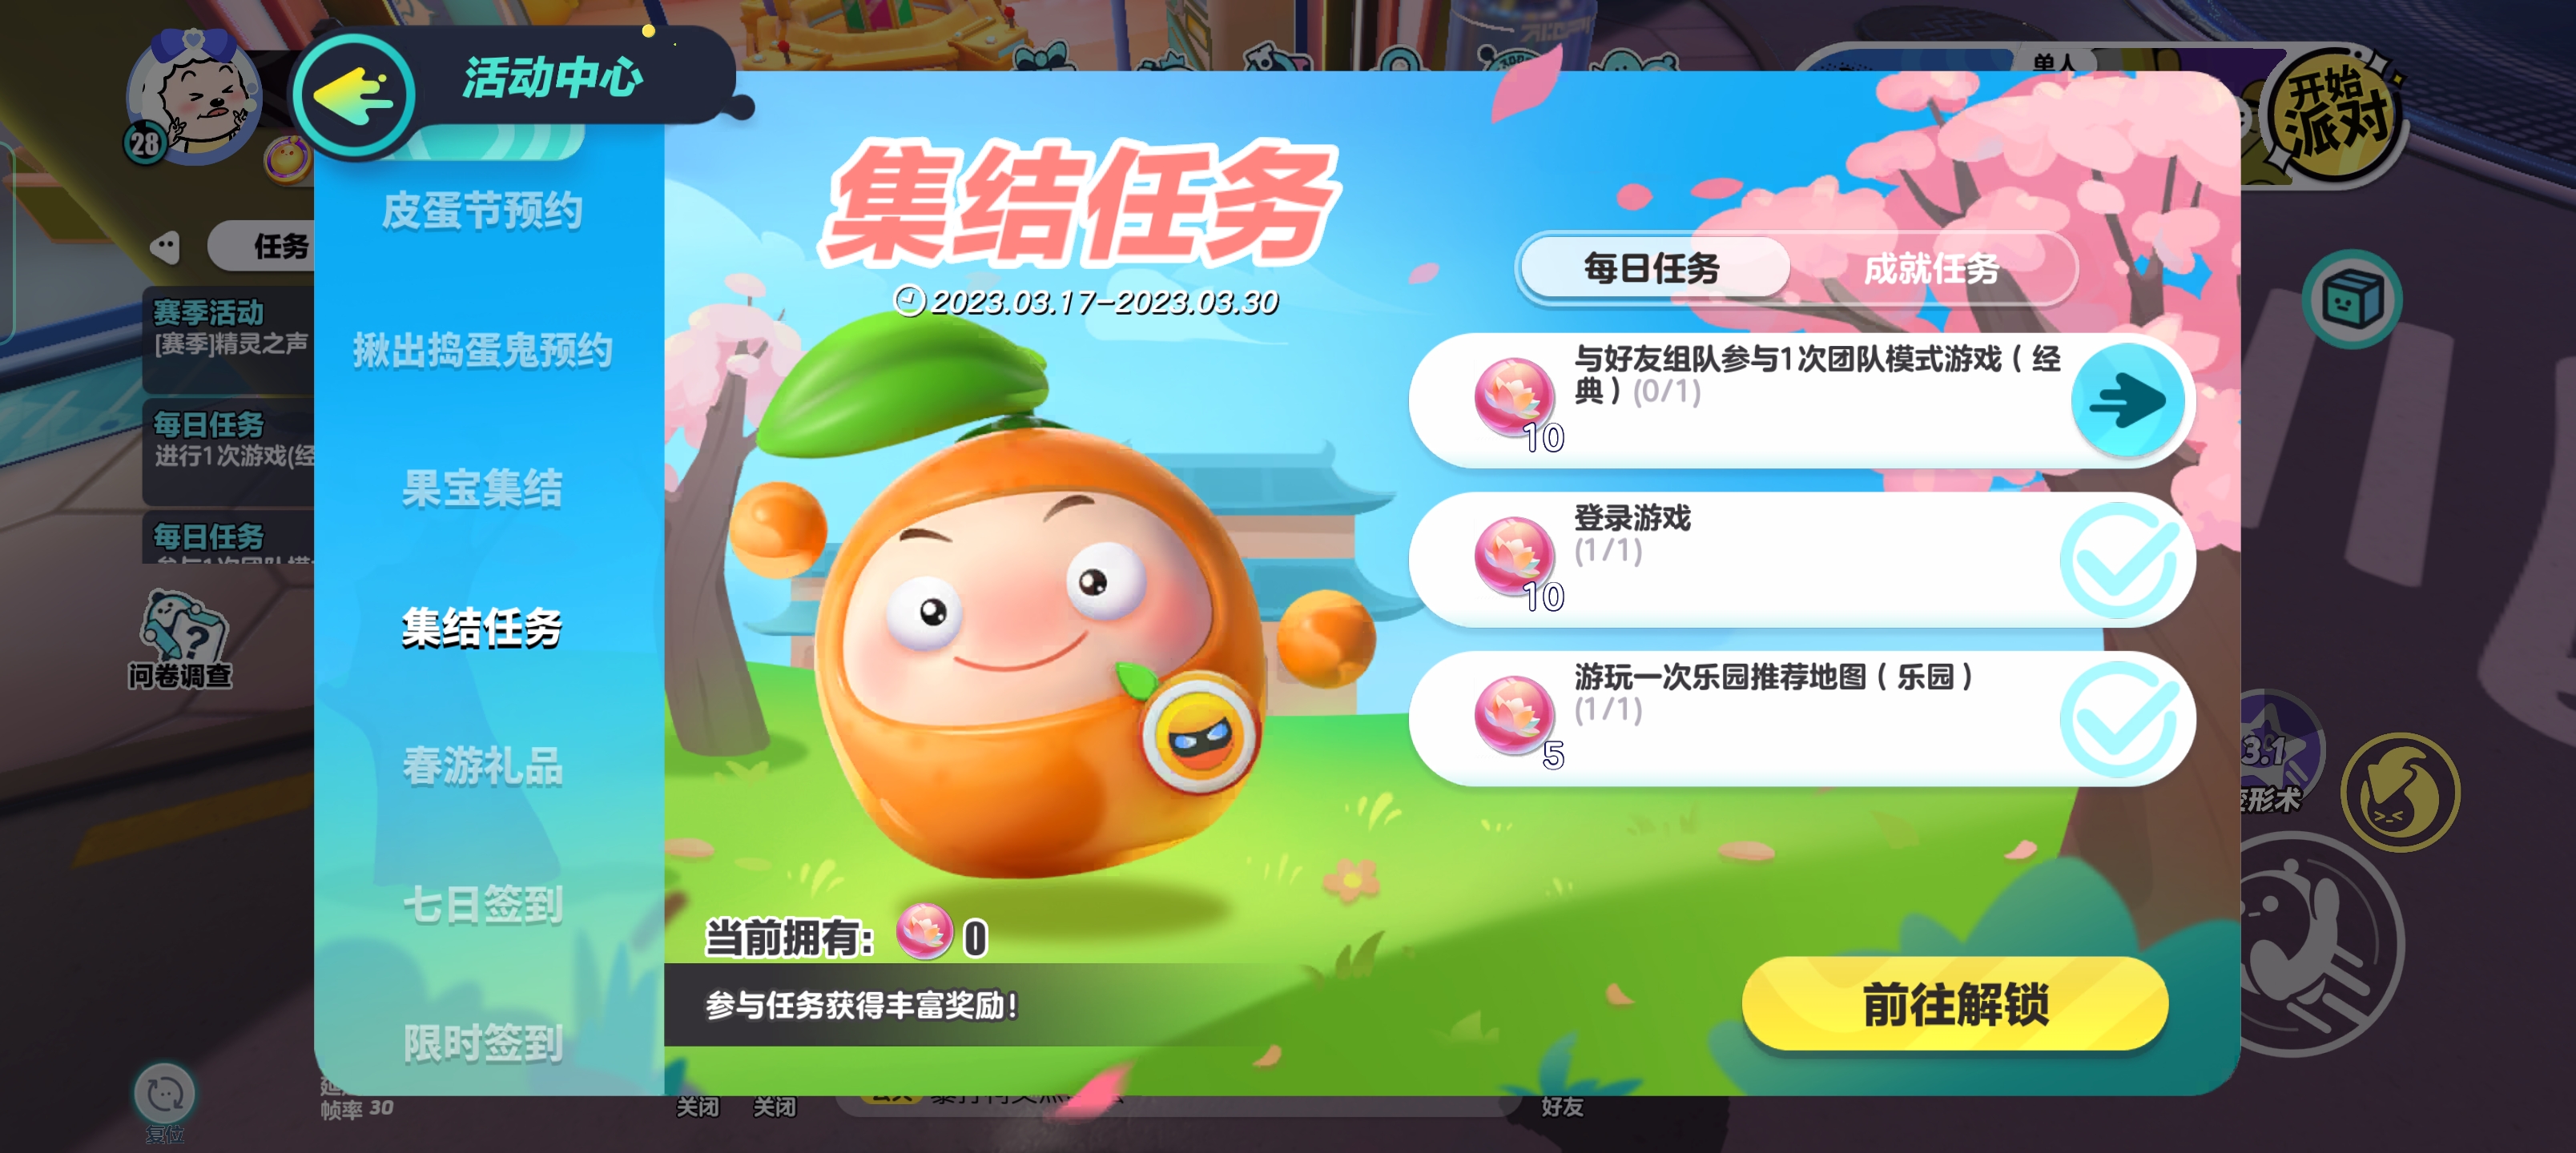 活动中心
单人
开始
派对
28
任务
赛季活动
[赛季]精灵之声
每日任务
进行1次游戏(经
每日任务
问卷调查
皮蛋节预约
揪出捣蛋鬼预约
果宝集结
集结任务
春游礼品
七日签到
限时签到
集结任务
2023.03.17-2023.03.30
每日任务
成就任务
与好友组队参与1次团队模式游戏（经
典）(0/1)
10
登录游戏
(1/1)
10
游玩一次乐园推荐地图（乐园）
(1/1)
5
当前拥有: 0
参与任务获得丰富奖励!
前往解锁
3.1
形术
复位
帧率 30
关闭
关闭
好友